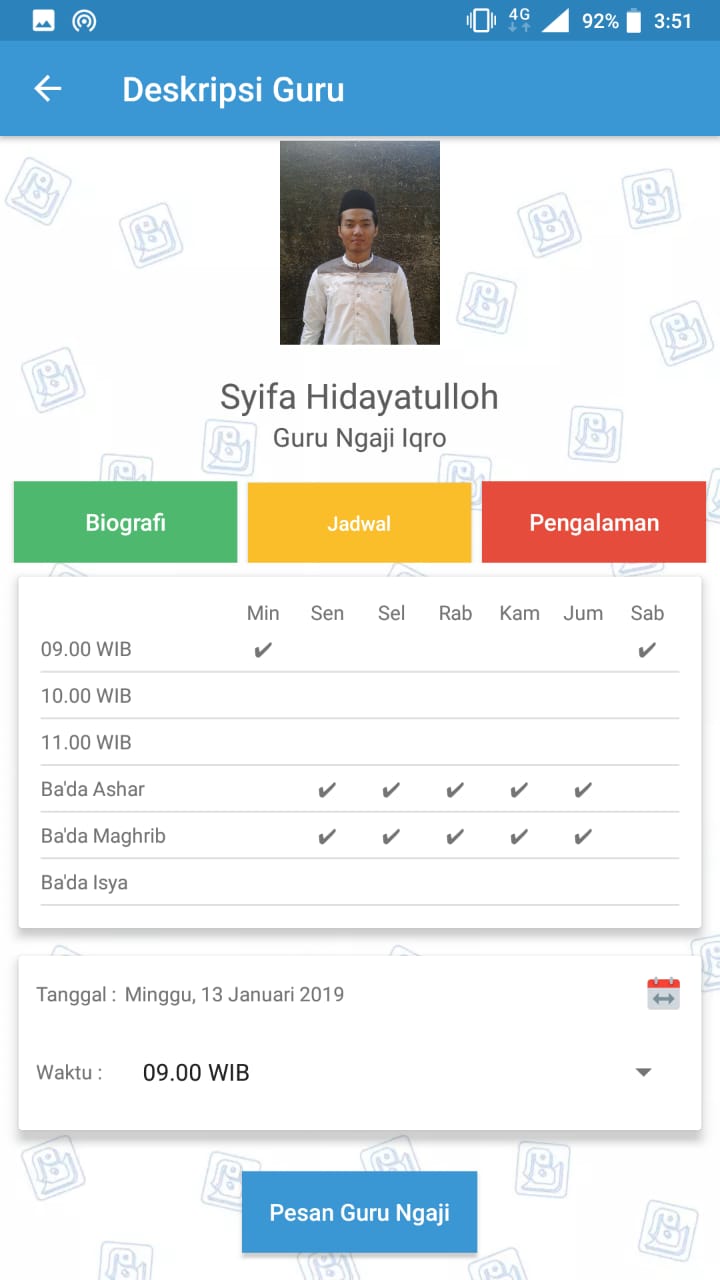 4G 92% 3:51
Deskripsi Guru
Syifa Hidayatulloh
Guru Ngaji Iqro
Biografi Jadwal Pengalaman
Min Sen Sel Rab Kam Jum Sab
09.00 WIB ✔ ✔
10.00 WIB
11.00 WIB
Ba'da Ashar ✔ ✔ ✔ ✔ ✔
Ba'da Maghrib ✔ ✔ ✔ ✔ ✔
Ba'da Isya
Tanggal : Minggu, 13 Januari 2019
Waktu : 09.00 WIB
Pesan Guru Ngaji